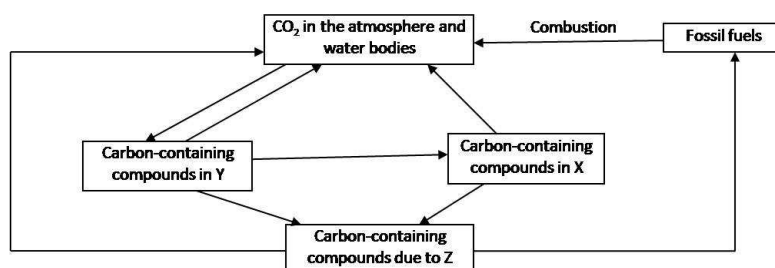 CO₂ in the atmosphere and
water bodies
Combustion
Fossil fuels
Carbon-containing
compounds in Y
Carbon-containing
compounds in X
Carbon-containing
compounds due to Z